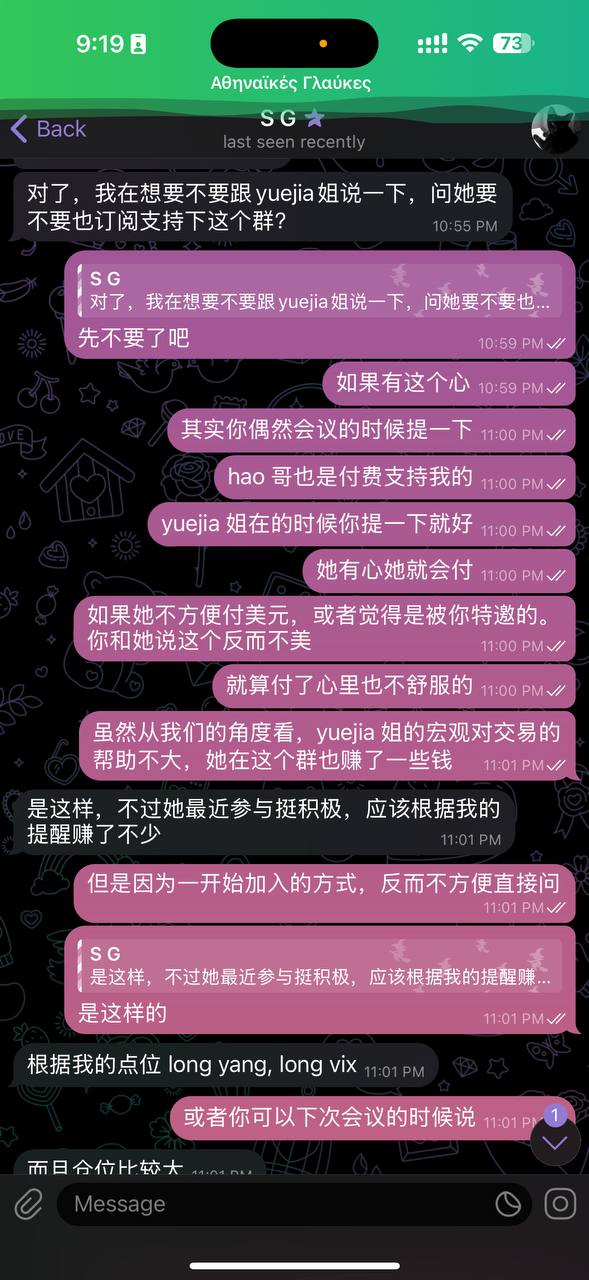 9:19
73
Αθηναϊκές Γλαύκες
Back
S G
last seen recently
对了，我在想要不要跟 yuejia 姐说一下，问她要
不要也订阅支持下这个群？
10:55 PM
S G
对了，我在想要不要跟 yuejia 姐说一下，问她要不要也...
先不要了吧
10:59 PM
如果有这个心 10:59 PM
其实你偶然会议的时候提一下 11:00 PM
hao 哥也是付费支持我的 11:00 PM
yuejia 姐在的时候你提一下就好 11:00 PM
她有心她就会付 11:00 PM
如果她不方便付美元，或者觉得是被你特邀的。
你和她说这个反而不美
11:00 PM
就算付了心里也不舒服的 11:00 PM
虽然从我们的角度看，yuejia 姐的宏观对交易的
帮助不大，她在这个群也赚了一些钱
11:01 PM
是这样，不过她最近参与挺积极，应该根据我的
提醒赚了不少
11:01 PM
但是因为一开始加入的方式，反而不方便直接问
11:01 PM
S G
是这样，不过她最近参与挺积极，应该根据我的提醒赚...
是这样的
11:01 PM
根据我的点位 long yang, long vix 11:01 PM
或者你可以下次会议的时候说 11:01 PM
1
而且仓位比较大 11:01 PM
Message